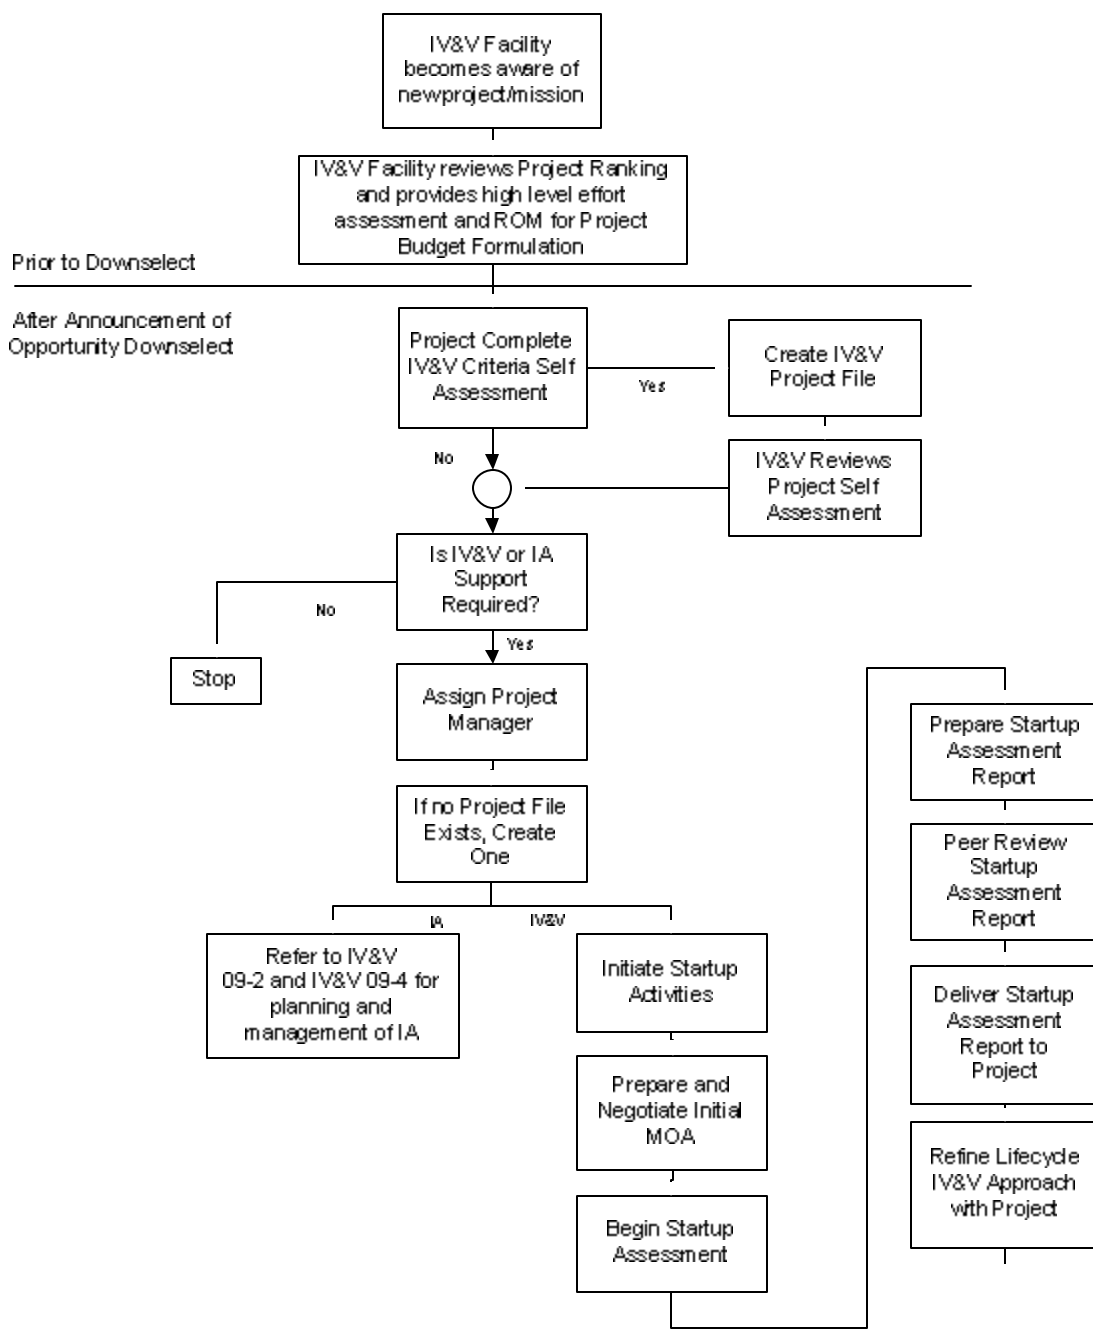 IV&V Facility
becomes aware of
new project/mission
IV&V Facility reviews Project Ranking
and provides high level effort
assessment and ROM for Project
Budget Formulation
Prior to Downselect
After Announcement of
Opportunity Downselect
Project Complete
IV&V Criteria Self
Assessment
Yes
Create IV&V
Project File
No
IV&V Reviews
Project Self
Assessment
Is IV&V or IA
Support
Required?
No
Yes
Stop
Assign Project
Manager
If no Project File
Exists, Create
One
IA
IV&V
Refer to IV&V
09-2 and IV&V 09-4 for
planning and
management of IA
Initiate Startup
Activities
Prepare and
Negotiate Initial
MOA
Begin Startup
Assessment
Prepare Startup
Assessment
Report
Peer Review
Startup
Assessment
Report
Deliver Startup
Assessment
Report to
Project
Refine Lifecycle
IV&V Approach
with Project